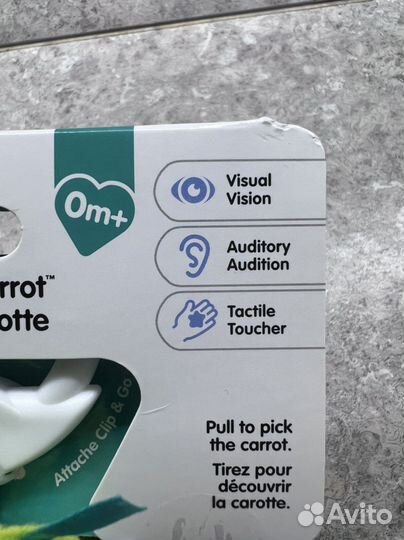 0m+
Visual
Vision
Auditory
Audition
Tactile
Toucher
rrot™
otte
Attache Clip & Go
Pull to pick
the carrot.
Tirez pour
découvrir
la carotte.
Avito